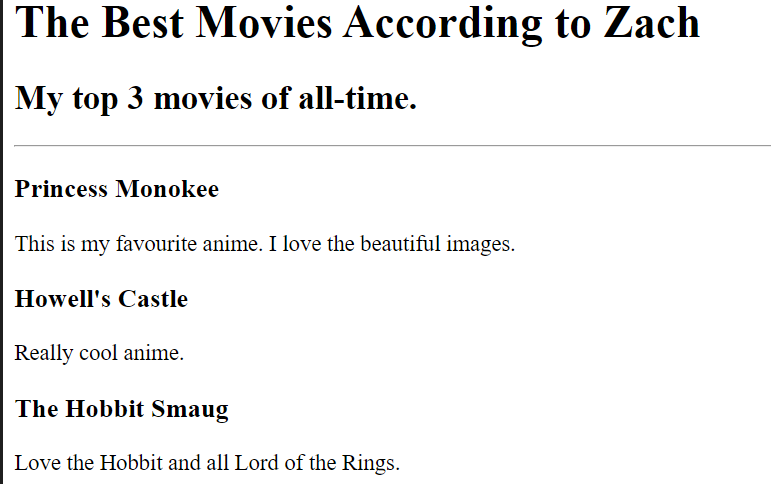 The Best Movies According to Zach
My top 3 movies of all-time.
Princess Monokee
This is my favourite anime. I love the beautiful images.
Howell's Castle
Really cool anime.
The Hobbit Smaug
Love the Hobbit and all Lord of the Rings.